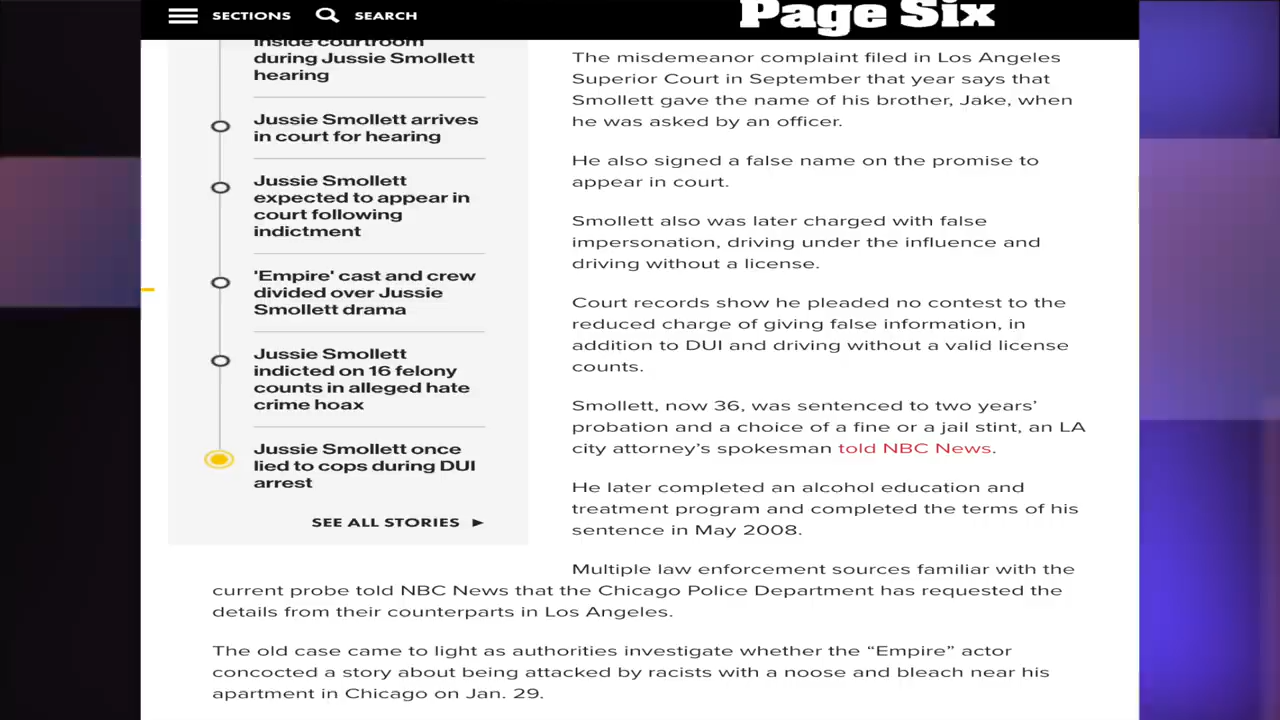 SECTIONS
SEARCH
Page Six
inside courtroom
during Jussie Smollett
hearing
Jussie Smollett arrives
in court for hearing
Jussie Smollett
expected to appear in
court following
indictment
'Empire' cast and crew
divided over Jussie
Smollett drama
Jussie Smollett
indicted on 16 felony
counts in alleged hate
crime hoax
Jussie Smollett once
lied to cops during DUI
arrest
SEE ALL STORIES
The misdemeanor complaint filed in Los Angeles
Superior Court in September that year says that
Smollett gave the name of his brother, Jake, when
he was asked by an officer.
He also signed a false name on the promise to
appear in court.
Smollett also was later charged with false
impersonation, driving under the influence and
driving without a license.
Court records show he pleaded no contest to the
reduced charge of giving false information, in
addition to DUI and driving without a valid license
counts.
Smollett, now 36, was sentenced to two years’
probation and a choice of a fine or a jail stint, an LA
city attorney’s spokesman told NBC News.
He later completed an alcohol education and
treatment program and completed the terms of his
sentence in May 2008.
Multiple law enforcement sources familiar with the
current probe told NBC News that the Chicago Police Department has requested the
details from their counterparts in Los Angeles.
The old case came to light as authorities investigate whether the “Empire” actor
concocted a story about being attacked by racists with a noose and bleach near his
apartment in Chicago on Jan. 29.